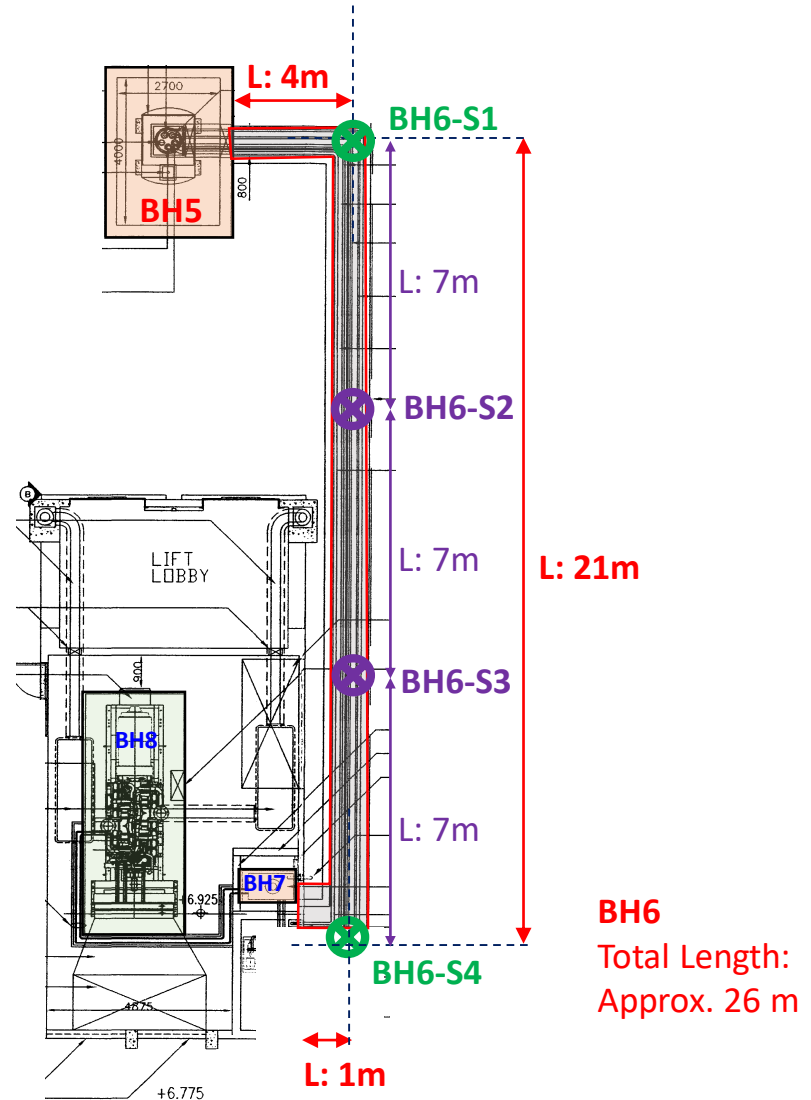 L: 4m
BH6-S1
2700
4000
BH5
800
L: 7m
BH6-S2
B
LIFT
LOBBY
L: 7m
L: 21m
900
BH6-S3
BH8
L: 7m
BH7
+6.925
BH6
Total Length:
Approx. 26 m
BH6-S4
4875
L: 1m
+6.775